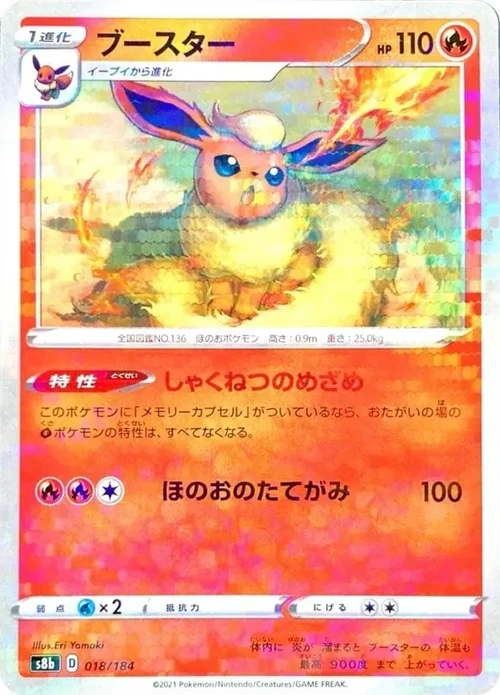 1進化 ブースター HP 110
イーブイから進化
全国図鑑NO.136 ほのおポケモン 高さ:0.9m 重さ:25.0kg
特性 とくせい しゃくねつのめざめ
このポケモンに「メモリーカプセル」がついているなら、おたがいの場の
ポケモンの特性は、すべてなくなる。
ほのおのたてがみ 100
弱点 ×2 抵抗力 にげる
Illus.Eri Yamaki
体内に 炎が 溜まると ブースターの 体温も
最高 900度まで 上がっていく。
s8b D 018/184
©2021 Pokémon/Nintendo/Creatures/GAME FREAK.